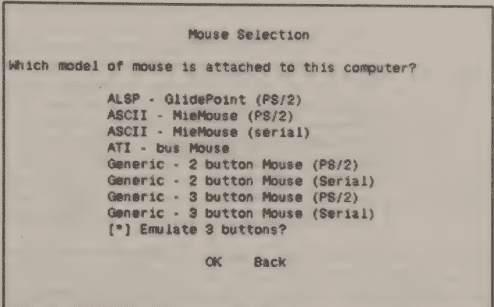 Mouse Selection
Which model of mouse is attached to this computer?
ALSP - GlidePoint (PS/2)
ASCII - MieMouse (PS/2)
ASCII - MieMouse (serial)
ATI - bus Mouse
Generic - 2 button Mouse (PS/2)
Generic - 2 button Mouse (Serial)
Generic - 3 button Mouse (PS/2)
Generic - 3 button Mouse (Serial)
[*] Emulate 3 buttons?
OK Back